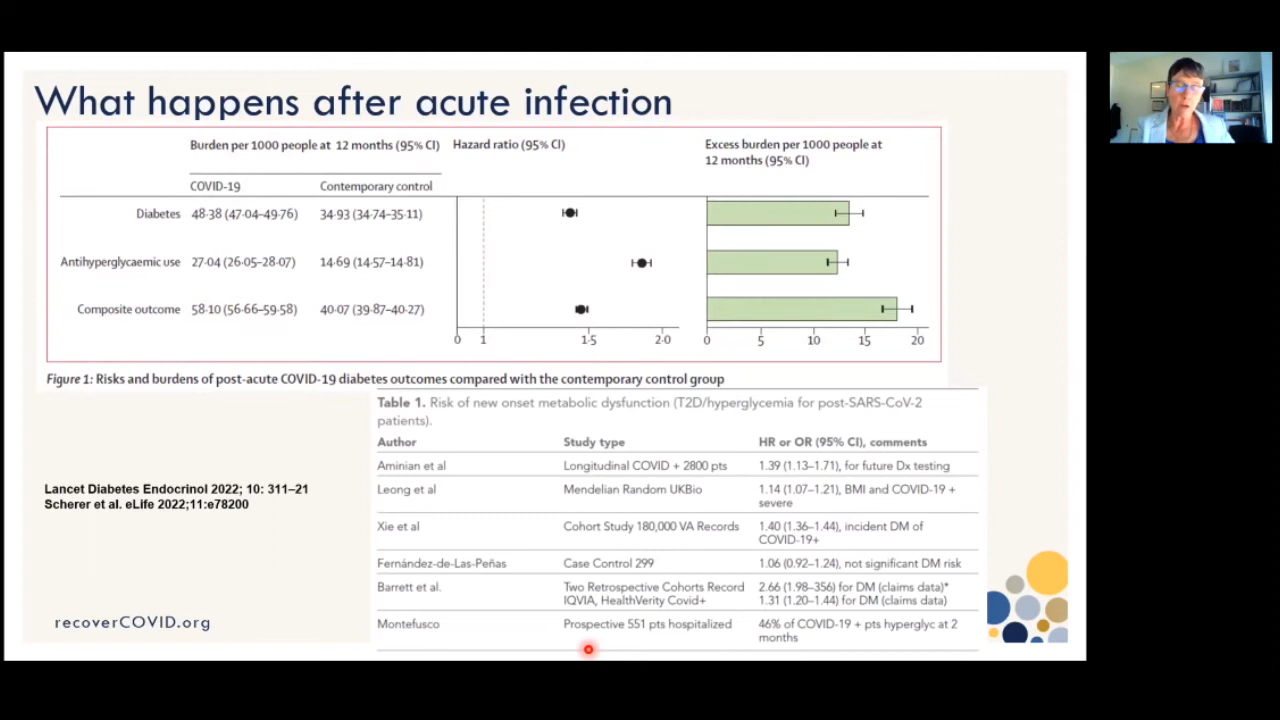 What happens after acute infection
Burden per 1000 people at 12 months (95% CI) Hazard ratio (95% CI) Excess burden per 1000 people at
12 months (95% CI)
COVID-19 Contemporary control
Diabetes 48·38 (47·04–49·76) 34·93 (34·74–35·11)
Antihyperglycaemic use 27·04 (26·05–28·07) 14·69 (14·57–14·81)
Composite outcome 58·10 (56·66–59·58) 40·07 (39·87–40·27)
0 1 1·5 2·0 0 5 10 15 20
Figure 1: Risks and burdens of post-acute COVID-19 diabetes outcomes compared with the contemporary control group
Table 1. Risk of new onset metabolic dysfunction (T2D/hyperglycemia for post-SARS-CoV-2
patients).
Author Study type HR or OR (95% CI), comments
Aminian et al Longitudinal COVID + 2800 pts 1.39 (1.13–1.71), for future Dx testing
Leong et al Mendelian Random UKBio 1.14 (1.07–1.21), BMI and COVID-19 +
severe
Xie et al Cohort Study 180,000 VA Records 1.40 (1.36–1.44), incident DM of
COVID-19+
Fernández-de-Las-Peñas Case Control 299 1.06 (0.92–1.24), not significant DM risk
Barrett et al. Two Retrospective Cohorts Record 2.66 (1.98–356) for DM (claims data)*
IQVIA, HealthVerity Covid+ 1.31 (1.20–1.44) for DM (claims data)
Montefusco Prospective 551 pts hospitalized 46% of COVID-19 + pts hyperglyc at 2
months
Lancet Diabetes Endocrinol 2022; 10: 311–21
Scherer et al. eLife 2022;11:e78200
recoverCOVID.org